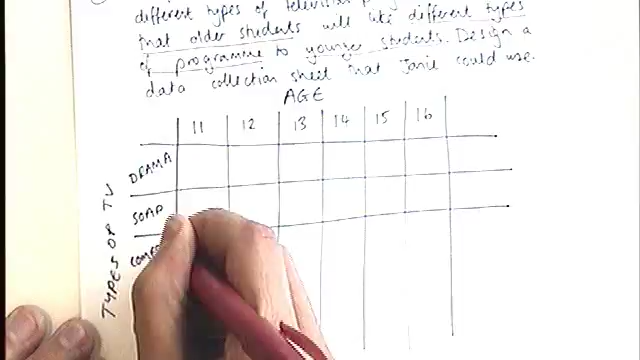 different types of television
that older students will like different types
of programme to younger students. Design a
data collection sheet that Janie could use.
AGE
11 12 13 14 15 16
DRAMA
SOAP
TYPES OF TV